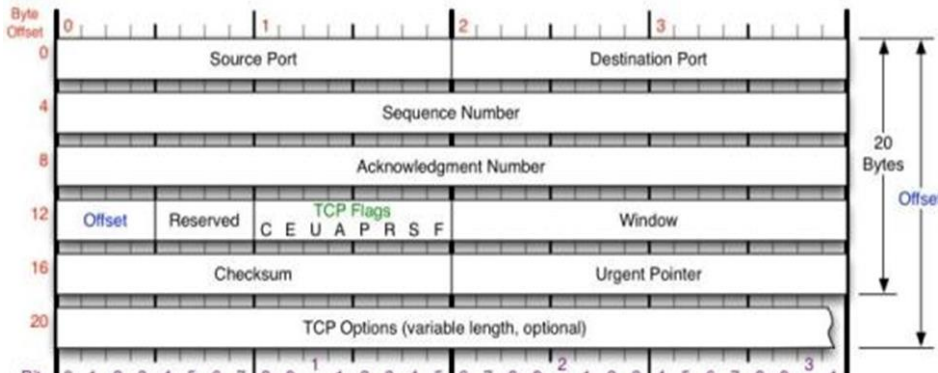 Byte
Offset
0 1 2 3
0 Source Port Destination Port
4 Sequence Number
8 Acknowledgment Number
20
Bytes
12 Offset Reserved TCP Flags Window
C E U A P R S F
16 Checksum Urgent Pointer
20 TCP Options (variable length, optional)
1 2 3